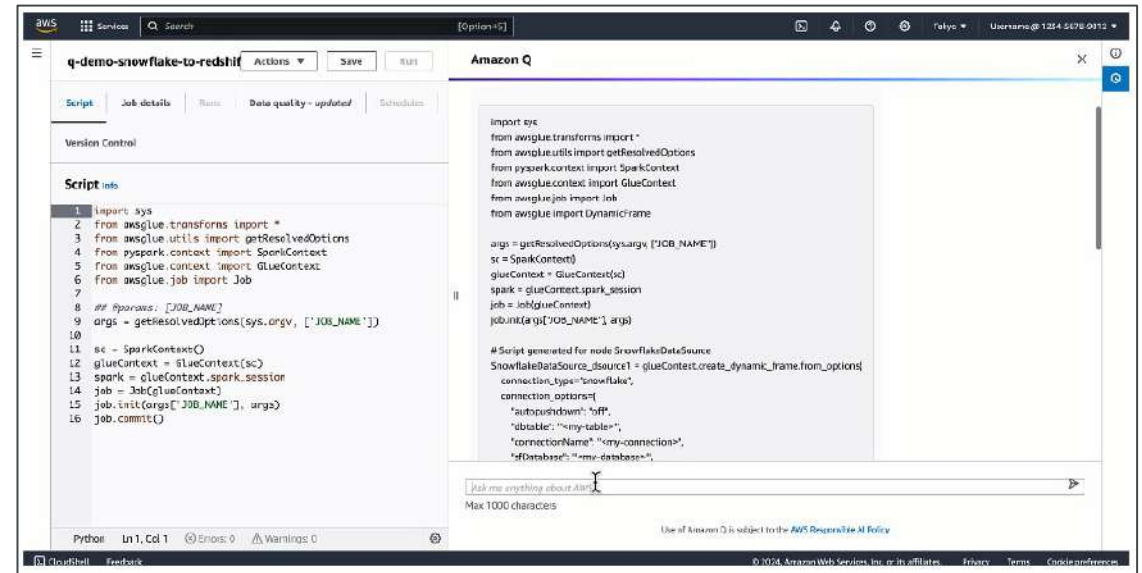 aws
Services
Search
[Option+S]
Tokyo
Username@ 1234-5678-9012
q-demo-snowflake-to-redshif
Actions
Save
Run
Script
Job details
Runs
Data quality - updated
Schedules
Version Control
Script Info
1 import sys
2 from awsglue.transforms import *
3 from awsglue.utils import getResolvedOptions
4 from pyspark.context import SparkContext
5 from awsglue.context import GlueContext
6 from awsglue.job import Job
7
8 ## @params: [JOB_NAME]
9 args = getResolvedOptions(sys.argv, ['JOB_NAME'])
10
11 sc = SparkContext()
12 glueContext = GlueContext(sc)
13 spark = glueContext.spark_session
14 job = Job(glueContext)
15 job.init(args['JOB_NAME'], args)
16 job.commit()
Python Ln 1, Col 1 Errors: 0 Warnings: 0
Amazon Q
import sys
from awsglue.transforms import *
from awsglue.utils import getResolvedOptions
from pyspark.context import SparkContext
from awsglue.context import GlueContext
from awsglue.job import Job
from awsglue import DynamicFrame
args = getResolvedOptions(sys.argv, ["JOB_NAME"])
sc = SparkContext()
glueContext = GlueContext(sc)
spark = glueContext.spark_session
job = Job(glueContext)
job.init(args["JOB_NAME"], args)
# Script generated for node SnowflakeDataSource
SnowflakeDataSource_dsource1 = glueContext.create_dynamic_frame.from_options(
connection_type="snowflake",
connection_options={
"autopushdown": "off",
"dbtable": "<my-table>",
"connectionName": "<my-connection>",
"sfDatabase": "<my-database>",
Ask me anything about AWS
Max 1000 characters
Use of Amazon Q is subject to the AWS Responsible AI Policy
CloudShell Feedback
© 2024, Amazon Web Services, Inc. or its affiliates. Privacy Terms Cookie preferences